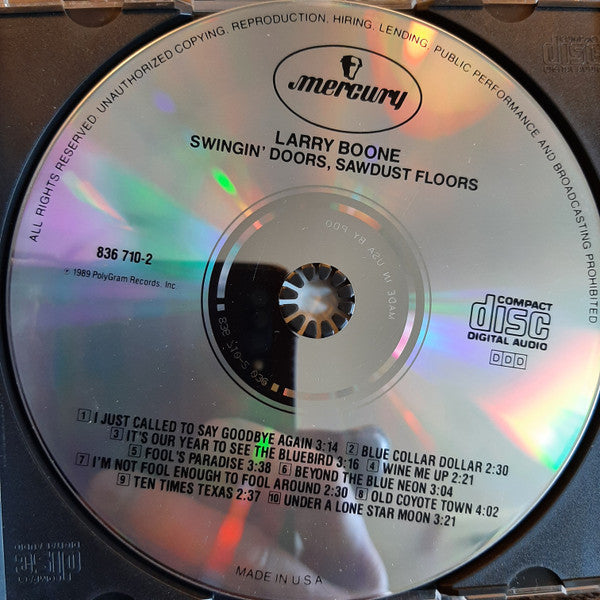 ALL RIGHTS RESERVED. UNAUTHORIZED COPYING, REPRODUCTION, HIRING, LENDING, PUBLIC PERFORMANCE AND BROADCASTING PROHIBITED
mercury
LARRY BOONE
SWINGIN' DOORS, SAWDUST FLOORS
836 710-2
℗ 1989 PolyGram Records, Inc.
MADE IN USA BY PDO
COMPACT
disc
DIGITAL AUDIO
DDD
1 I JUST CALLED TO SAY GOODBYE AGAIN 3:14 2 BLUE COLLAR DOLLAR 2:30
3 IT'S OUR YEAR TO SEE THE BLUEBIRD 3:16 4 WINE ME UP 2:21
5 FOOL'S PARADISE 3:38 6 BEYOND THE BLUE NEON 3:04
7 I'M NOT FOOL ENOUGH TO FOOL AROUND 2:30 8 OLD COYOTE TOWN 4:02
9 TEN TIMES TEXAS 2:37 10 UNDER A LONE STAR MOON 3:21
MADE IN U.S.A